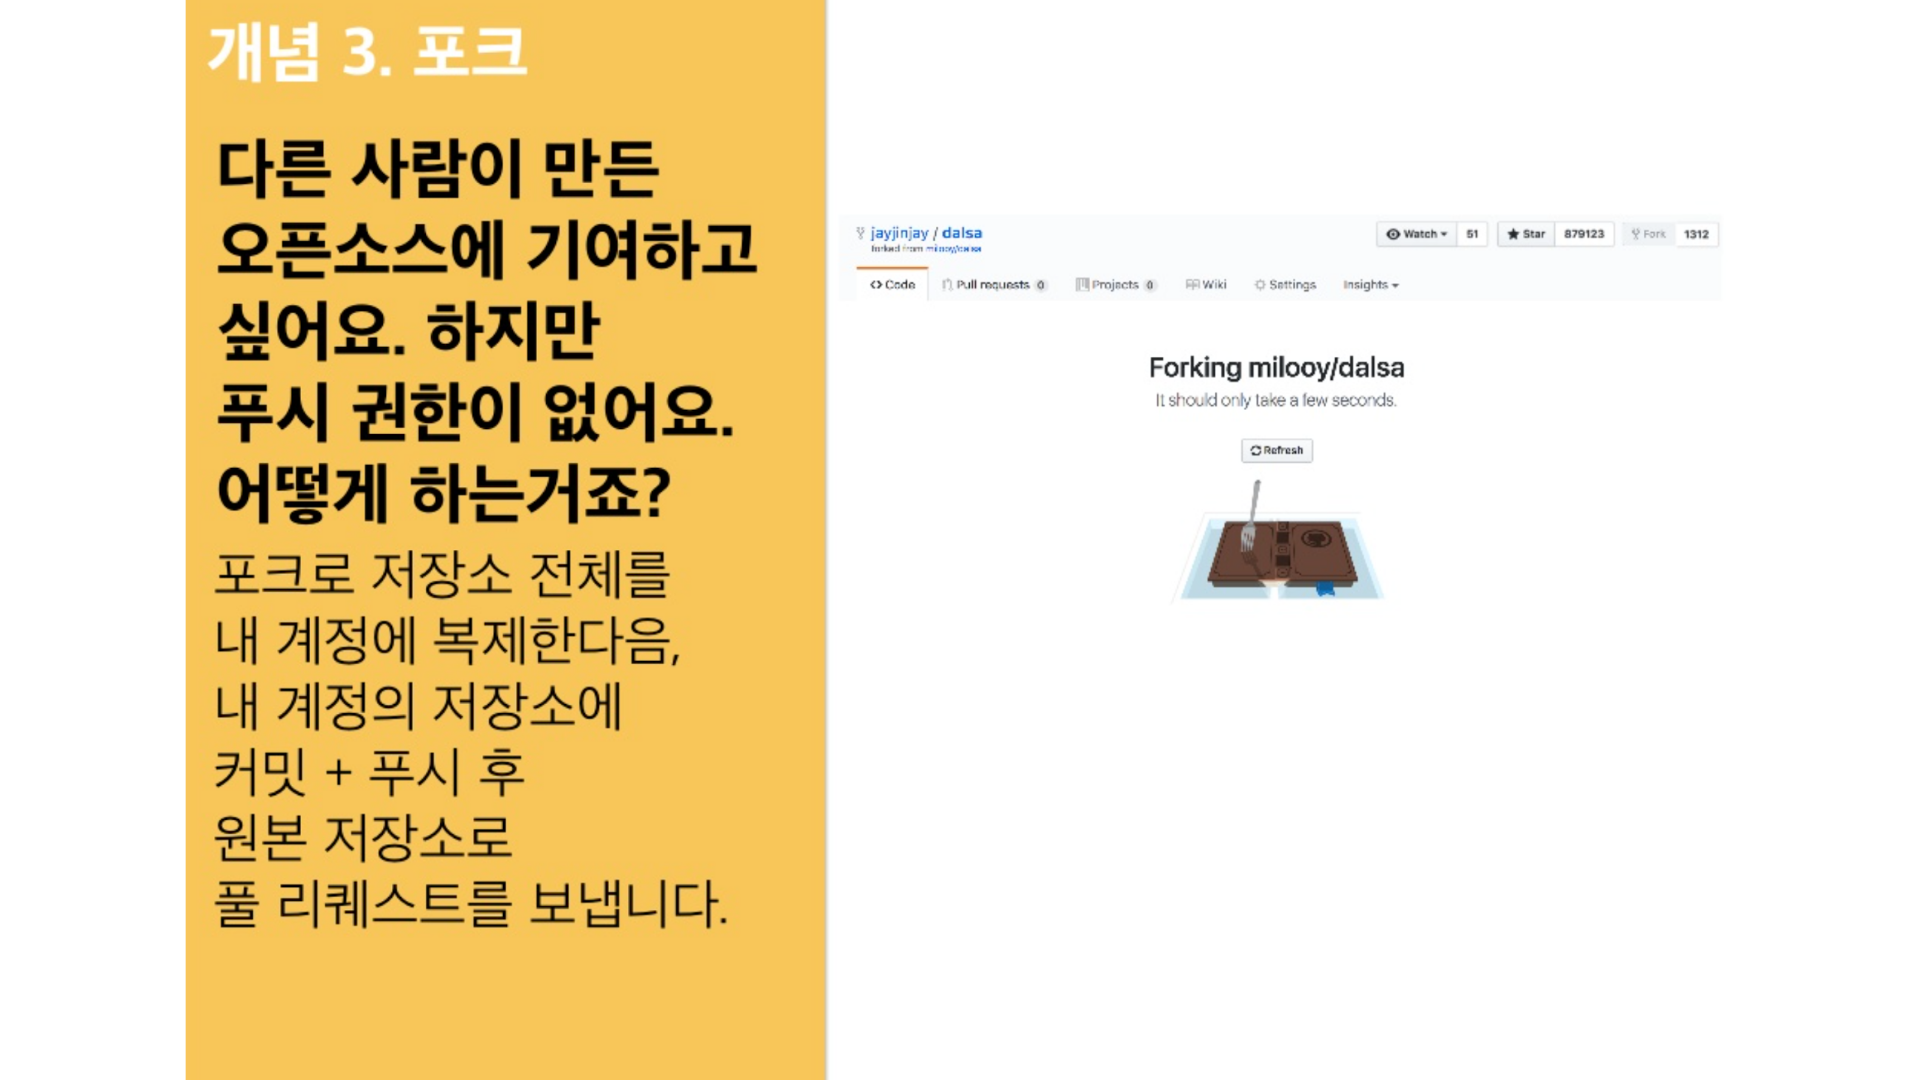 개념 3. 포크
다른 사람이 만든
오픈소스에 기여하고
싶어요. 하지만
푸시 권한이 없어요.
어떻게 하는거죠?
포크로 저장소 전체를
내 계정에 복제한다음,
내 계정의 저장소에
커밋 + 푸시 후
원본 저장소로
풀 리퀘스트를 보냅니다.
jayjinjay / dalsa
forked from milooy/dalsa
Watch 51 Star 879123 Fork 1312
Code Pull requests 0 Projects 0 Wiki Settings Insights
Forking milooy/dalsa
It should only take a few seconds.
Refresh